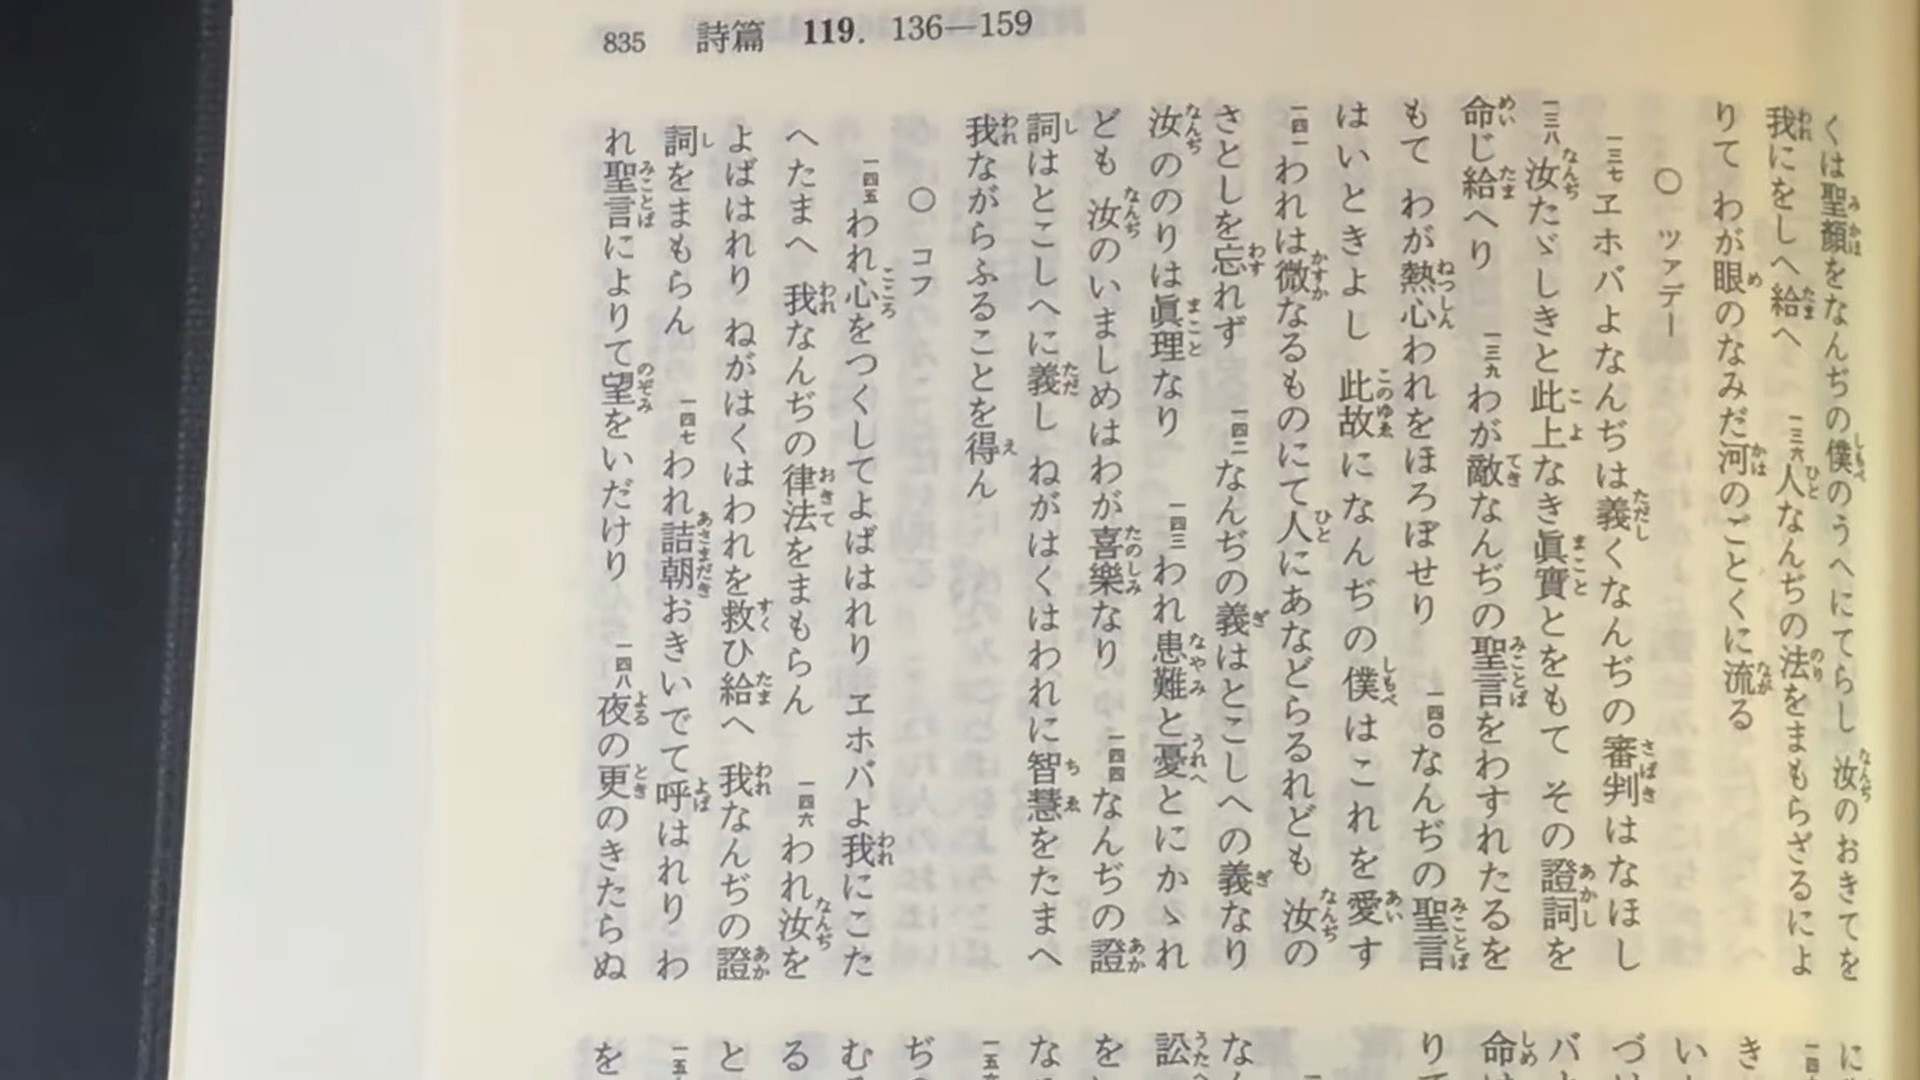 835 詩篇 119. 136—159
くは聖顔をなんぢの僕のうへにてらし 汝のおきてを
我にをしへ給へ 一三六人なんぢの法をまもらざるによ
りて わが眼のなみだ河のごとくに流る
〇 ツァデー
一三七ヱホバよなんぢは義しくなんぢの審判はなほし
一三八汝たゞしきと此上なき眞實とをもて その證詞を
命じ給へり 一三九わが敵なんぢの聖言をわすれたるを
もて わが熱心われをほろぼせり 一四〇なんぢの聖言
はいときよし 此故になんぢの僕はこれを愛す
一四一われは微なるものにて人にあなどらるれども 汝の
さとしを忘れず 一四二なんぢの義はとこしへの義なり
汝ののりは眞理なり 一四三われ患難と憂とにかゝれ
ども 汝のいましめはわが喜樂なり 一四四なんぢの證
詞はとこしへに義し ねがはくはわれに智慧をたまへ
我ながらふることを得ん
〇 コフ
一四五われ心をつくしてよばはれり ヱホバよ我にこた
へたまへ 我なんぢの律法をまもらん 一四六われ汝を
よばはれり ねがはくはわれを救ひ給へ 我なんぢの證
詞をまもらん 一四七われ詰朝おきいでて呼はれり わ
れ聖言によりて望をいだけり 一四八夜の更のきたらぬ